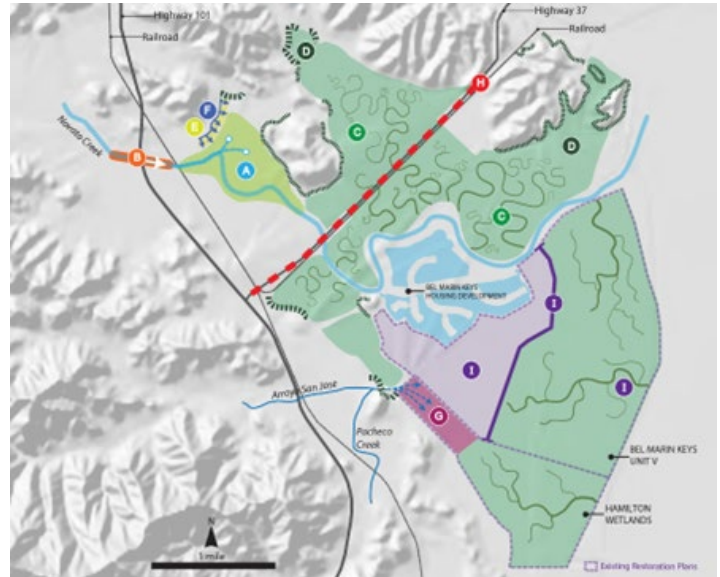 Highway 101
Railroad
Highway 37
Railroad
D
H
F
E
C
Novato Creek
B
A
D
C
BEL MARIN KEYS
HOUSING DEVELOPMENT
I
I
I
Arroyo San Jose
G
Pacheco
Creek
BEL MARIN KEYS
UNIT V
HAMILTON
WETLANDS
N
1 mile
Existing Restoration Plans